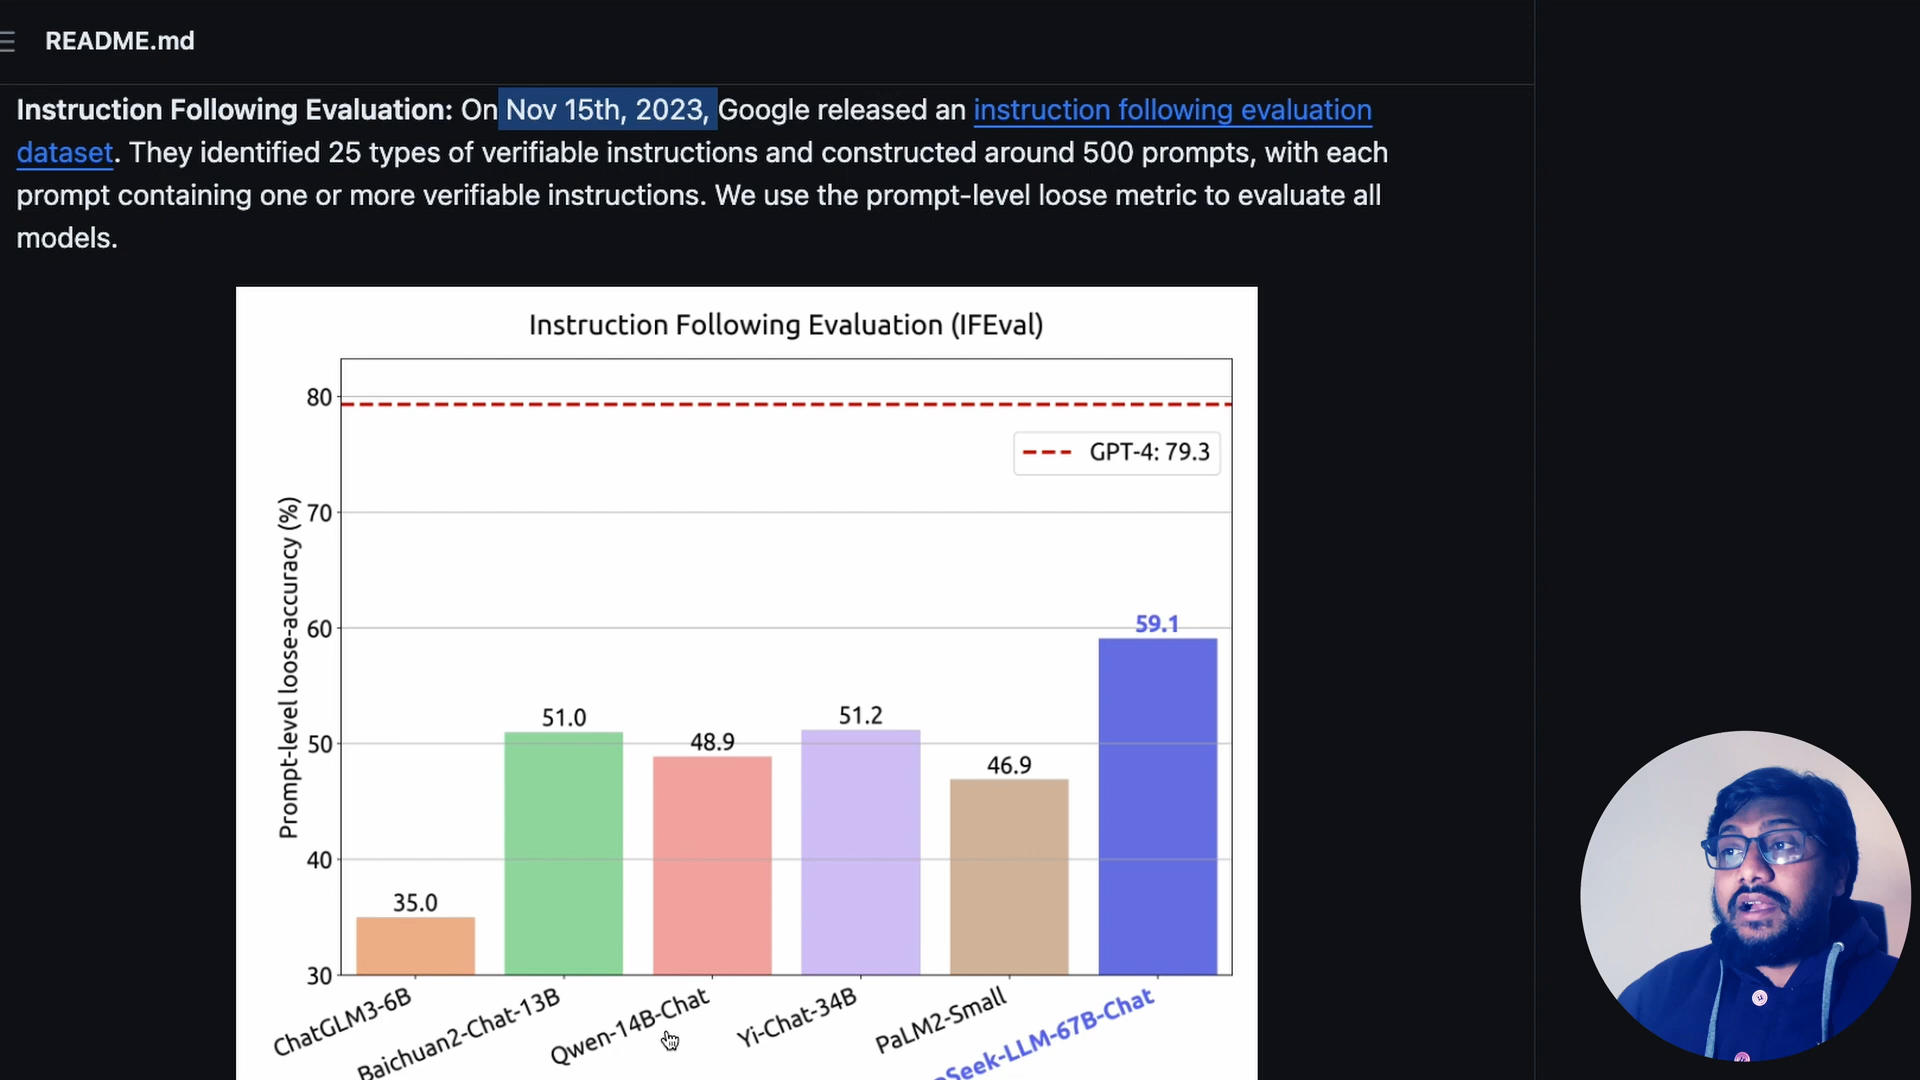 README.md
Instruction Following Evaluation: On Nov 15th, 2023, Google released an instruction following evaluation
dataset. They identified 25 types of verifiable instructions and constructed around 500 prompts, with each
prompt containing one or more verifiable instructions. We use the prompt-level loose metric to evaluate all
models.
Instruction Following Evaluation (IFEval)
80
GPT-4: 79.3
70
Prompt-level loose-accuracy (%)
60
59.1
51.0
48.9
51.2
46.9
50
40
35.0
30
ChatGLM3-6B
Baichuan2-Chat-13B
Qwen-14B-Chat
Yi-Chat-34B
PaLM2-Small
Seek-LLM-67B-Chat